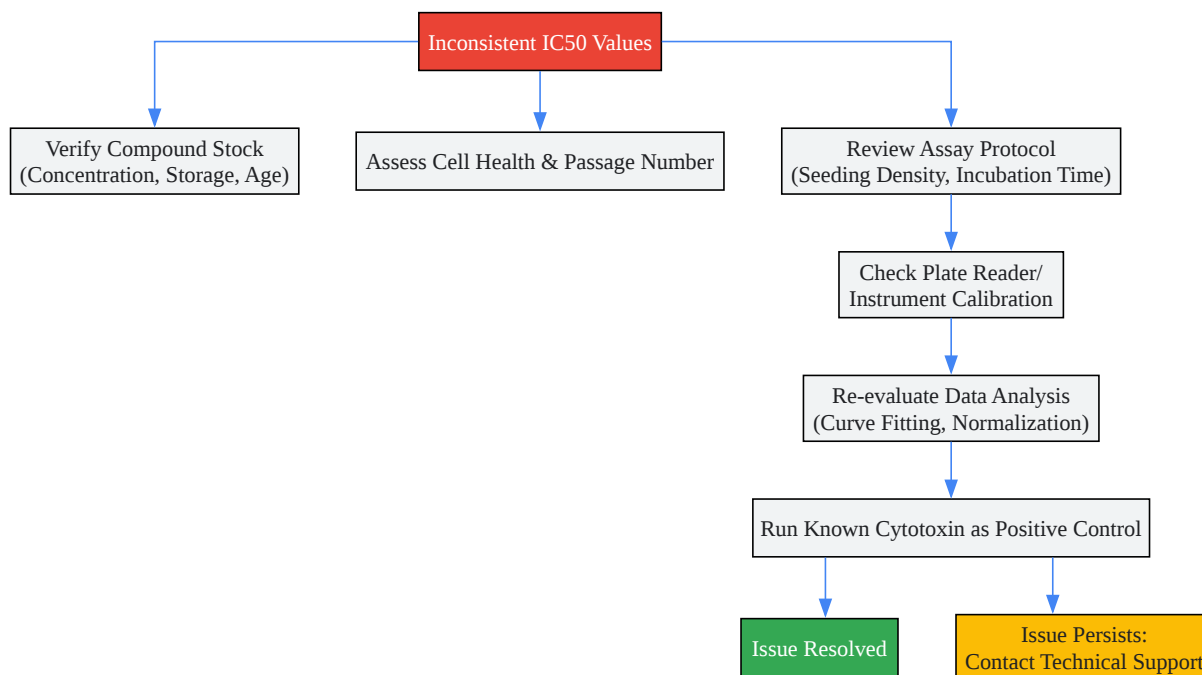 Inconsistent IC50 Values
Verify Compound Stock
(Concentration, Storage, Age)
Assess Cell Health & Passage Number
Review Assay Protocol
(Seeding Density, Incubation Time)
Check Plate Reader/
Instrument Calibration
Re-evaluate Data Analysis
(Curve Fitting, Normalization)
Run Known Cytotoxin as Positive Control
Issue Resolved
Issue Persists:
Contact Technical Support